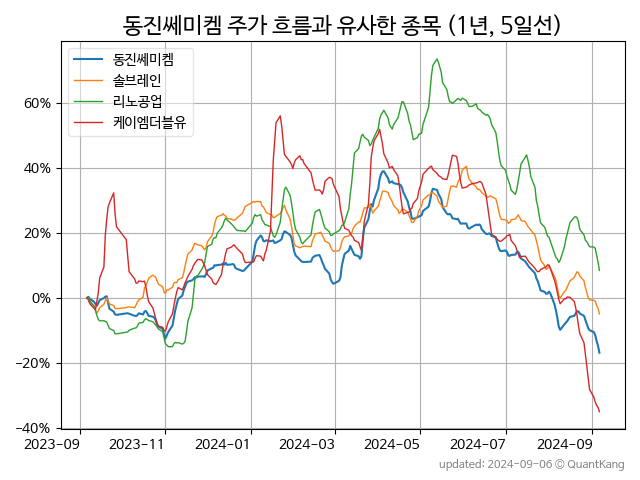 동진쎄미켐 주가 흐름과 유사한 종목 (1년, 5일선)
동진쎄미켐
솔브레인
리노공업
케이엠더블유
60%
40%
20%
0%
−20%
−40%
2023-09 2023-11 2024-01 2024-03 2024-05 2024-07 2024-09
updated: 2024-09-06 © QuantKang